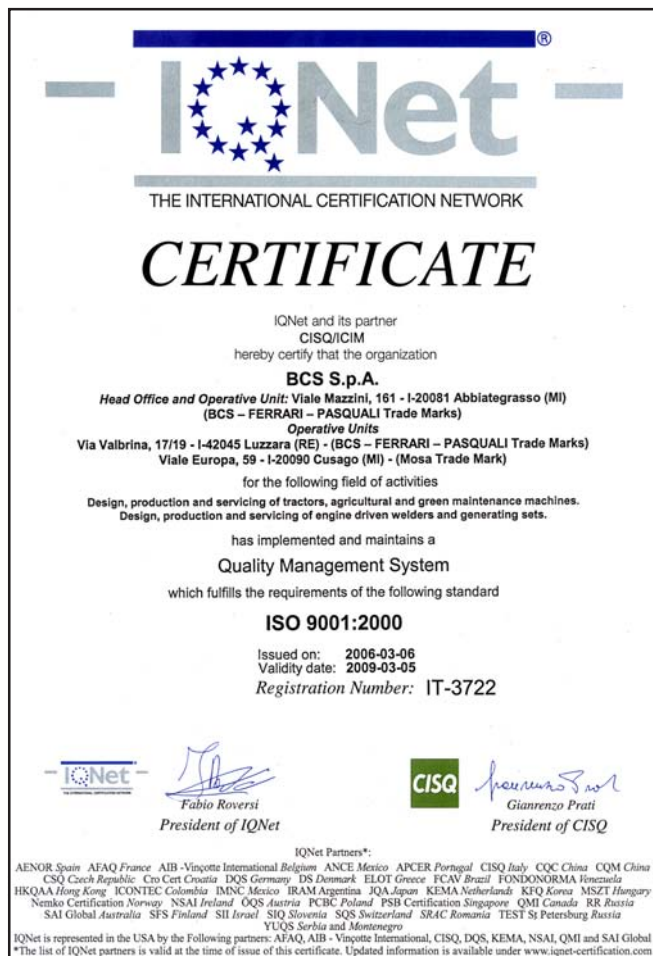 IQNet®
THE INTERNATIONAL CERTIFICATION NETWORK
CERTIFICATE
IQNet and its partner
CISQ/ICIM
hereby certify that the organization
BCS S.p.A.
Head Office and Operative Unit: Viale Mazzini, 161 - I-20081 Abbiategrasso (MI)
(BCS – FERRARI – PASQUALI Trade Marks)
Operative Units
Via Valbrina, 17/19 - I-42045 Luzzara (RE) - (BCS – FERRARI – PASQUALI Trade Marks)
Viale Europa, 59 - I-20090 Cusago (MI) - (Mosa Trade Mark)
for the following field of activities
Design, production and servicing of tractors, agricultural and green maintenance machines.
Design, production and servicing of engine driven welders and generating sets.
has implemented and maintains a
Quality Management System
which fulfills the requirements of the following standard
ISO 9001:2000
Issued on: 2006-03-06
Validity date: 2009-03-05
Registration Number: IT-3722
IQNet
THE INTERNATIONAL CERTIFICATION NETWORK
Fabio Roversi
President of IQNet
CISQ
Gianrenzo Prati
President of CISQ
IQNet Partners*:
AENOR Spain AFAQ France AIB -Vinçotte International Belgium ANCE Mexico APCER Portugal CISQ Italy CQC China CQM China
CSQ Czech Republic Cro Cert Croatia DQS Germany DS Denmark ELOT Greece FCAV Brazil FONDONORMA Venezuela
HKQAA Hong Kong ICONTEC Colombia IMNC Mexico IRAM Argentina JQA Japan KEMA Netherlands KFQ Korea MSZT Hungary
Nemko Certification Norway NSAI Ireland ÖQS Austria PCBC Poland PSB Certification Singapore QMI Canada RR Russia
SAI Global Australia SFS Finland SII Israel SIQ Slovenia SQS Switzerland SRAC Romania TEST St Petersburg Russia
YUQS Serbia and Montenegro
IQNet is represented in the USA by the Following partners: AFAQ, AIB - Vinçotte International, CISQ, DQS, KEMA, NSAI, QMI and SAI Global
*The list of IQNet partners is valid at the time of issue of this certificate. Updated information is available under www.iqnet-certification.com